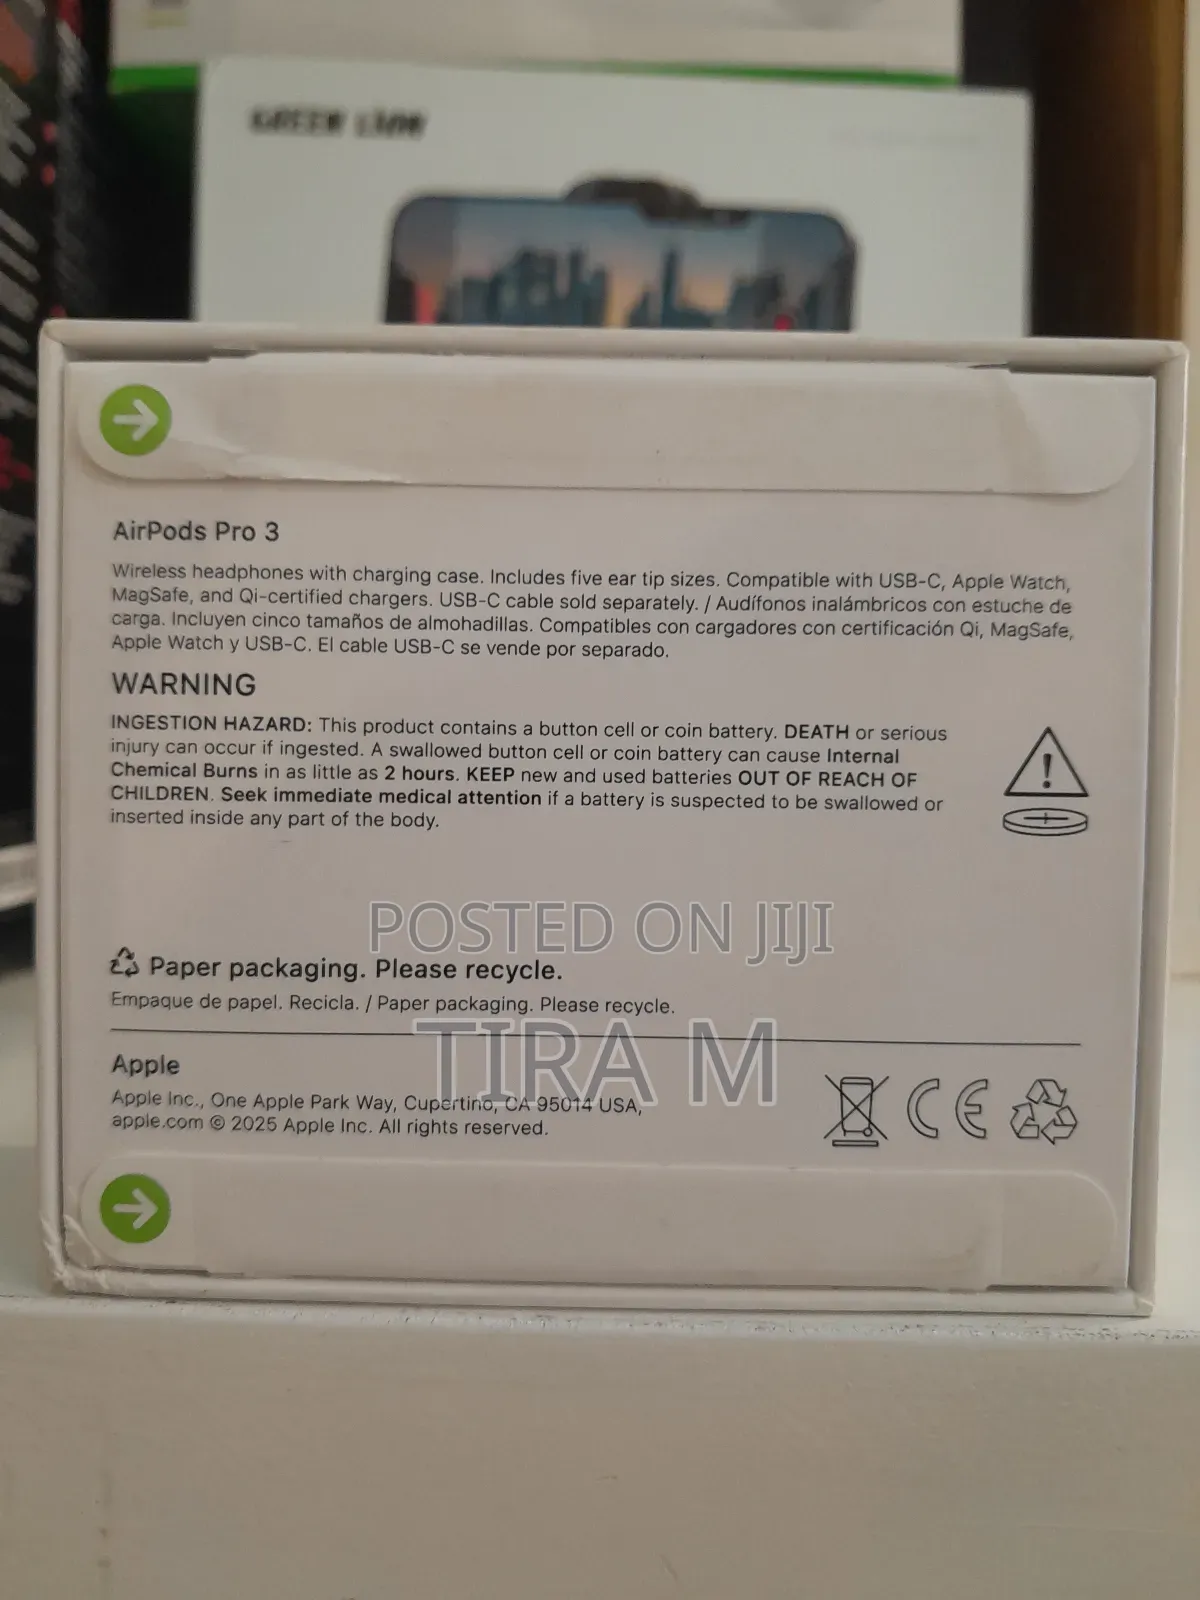 GREEN LION
AirPods Pro 3
Wireless headphones with charging case. Includes five ear tip sizes. Compatible with USB-C, Apple Watch,
MagSafe, and Qi-certified chargers. USB-C cable sold separately. / Audífonos inalámbricos con estuche de
carga. Incluyen cinco tamaños de almohadillas. Compatibles con cargadores con certificación Qi, MagSafe,
Apple Watch y USB-C. El cable USB-C se vende por separado.
WARNING
INGESTION HAZARD: This product contains a button cell or coin battery. DEATH or serious
injury can occur if ingested. A swallowed button cell or coin battery can cause Internal
Chemical Burns in as little as 2 hours. KEEP new and used batteries OUT OF REACH OF
CHILDREN. Seek immediate medical attention if a battery is suspected to be swallowed or
inserted inside any part of the body.
POSTED ON JIJI
Paper packaging. Please recycle.
Empaque de papel. Recicla. / Paper packaging. Please recycle.
TIRA M
Apple
Apple Inc., One Apple Park Way, Cupertino, CA 95014 USA,
apple.com © 2025 Apple Inc. All rights reserved.
CE